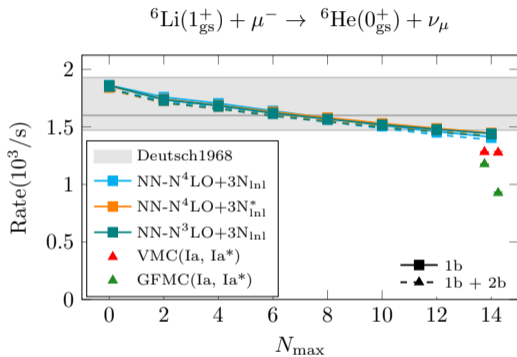 ⁶Li(1⁺gs) + μ⁻ → ⁶He(0⁺gs) + νμ
Rate(10³/s)
2
1.5
1
0.5
0
Deutsch1968
NN-N⁴LO+3Nlnl
NN-N⁴LO+3N*lnl
NN-N³LO+3Nlnl
VMC(Ia, Ia*)
GFMC(Ia, Ia*)
1b
1b + 2b
0 2 4 6 8 10 12 14
Nmax